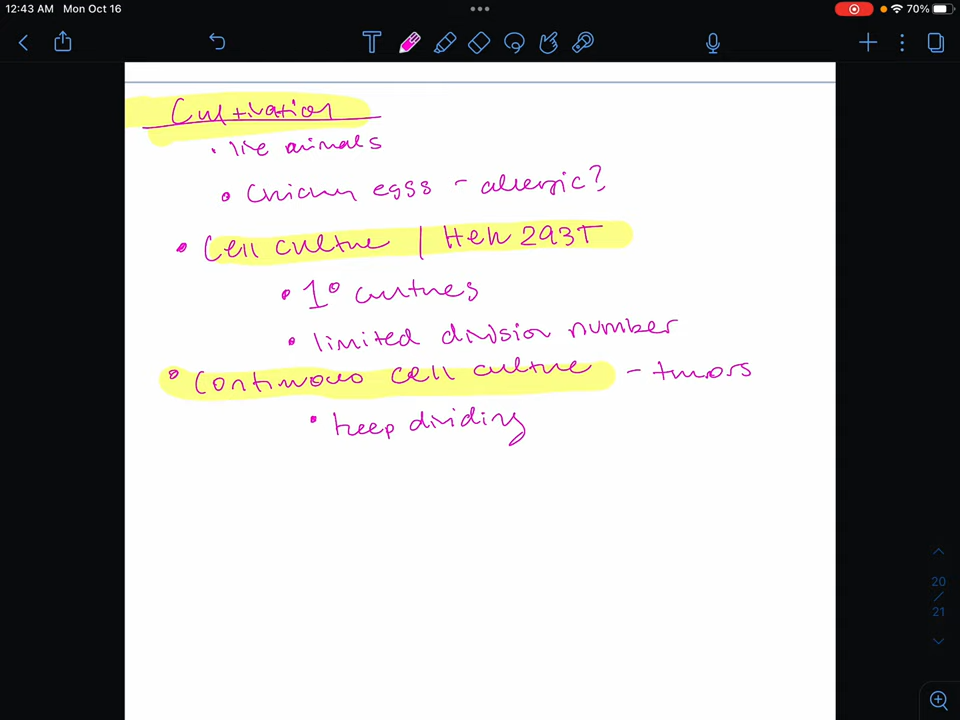 12:43 AM Mon Oct 16
70%
Cultivation
• live animals
• Chicken eggs - allergic?
• Cell culture | Hek 293T
• 1° cultures
• limited division number
• Continuous cell culture - tumors
• keep dividing
20
/
21